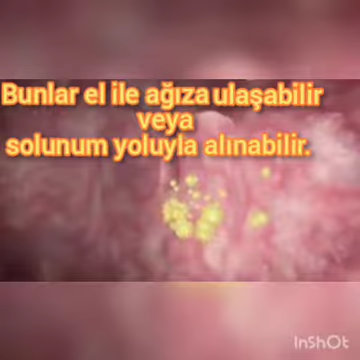 Bunlar el ile ağıza ulaşabilir
veya
solunum yoluyla alınabilir.
InShOt